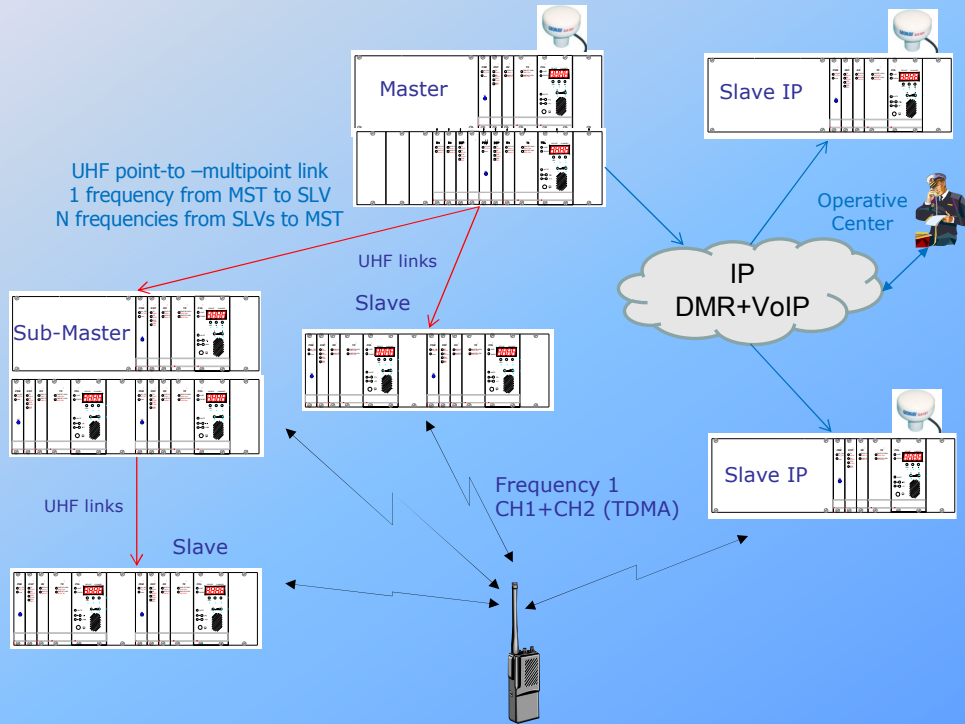 Master
Slave IP
UHF point-to –multipoint link
1 frequency from MST to SLV
N frequencies from SLVs to MST
Operative
Center
UHF links
IP
DMR+VoIP
Slave
Sub-Master
Slave IP
Frequency 1
CH1+CH2 (TDMA)
UHF links
Slave